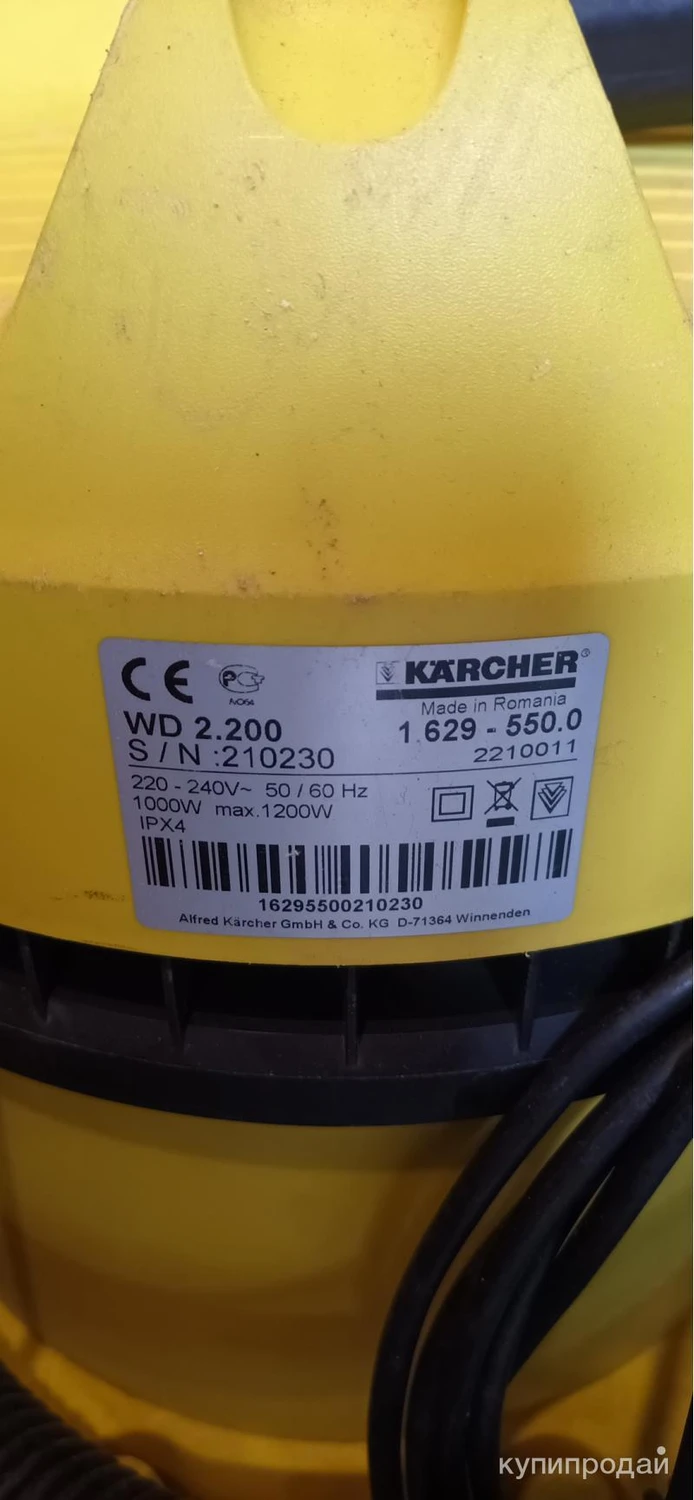 CE
KÄRCHER®
Made in Romania
WD 2.200
1.629 - 550.0
S / N :210230
2210011
220 - 240V~ 50 / 60 Hz
1000W max.1200W
IPX4
16295500210230
Alfred Kärcher GmbH & Co. KG D-71364 Winnenden
купипродай